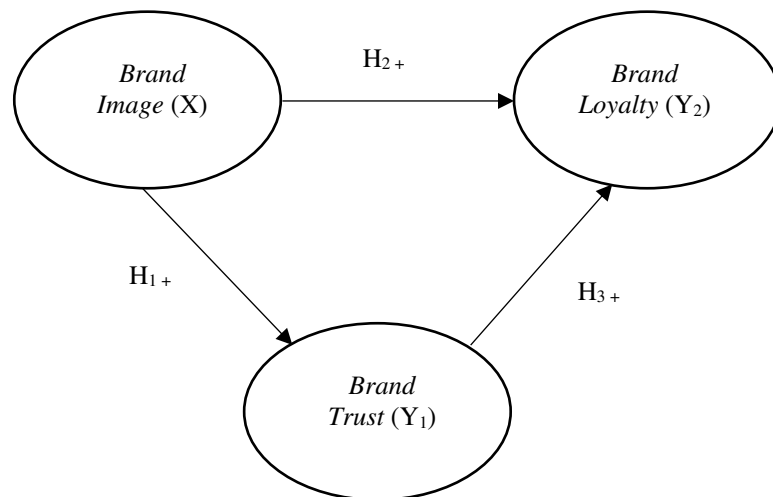 Brand
Image (X)
H2 +
Brand
Loyalty (Y2)
H1 +
H3 +
Brand
Trust (Y1)